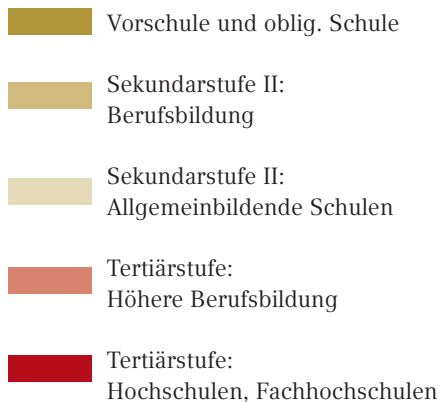 Vorschule und oblig. Schule
Sekundarstufe II:
Berufsbildung
Sekundarstufe II:
Allgemeinbildende Schulen
Tertiärstufe:
Höhere Berufsbildung
Tertiärstufe:
Hochschulen, Fachhochschulen